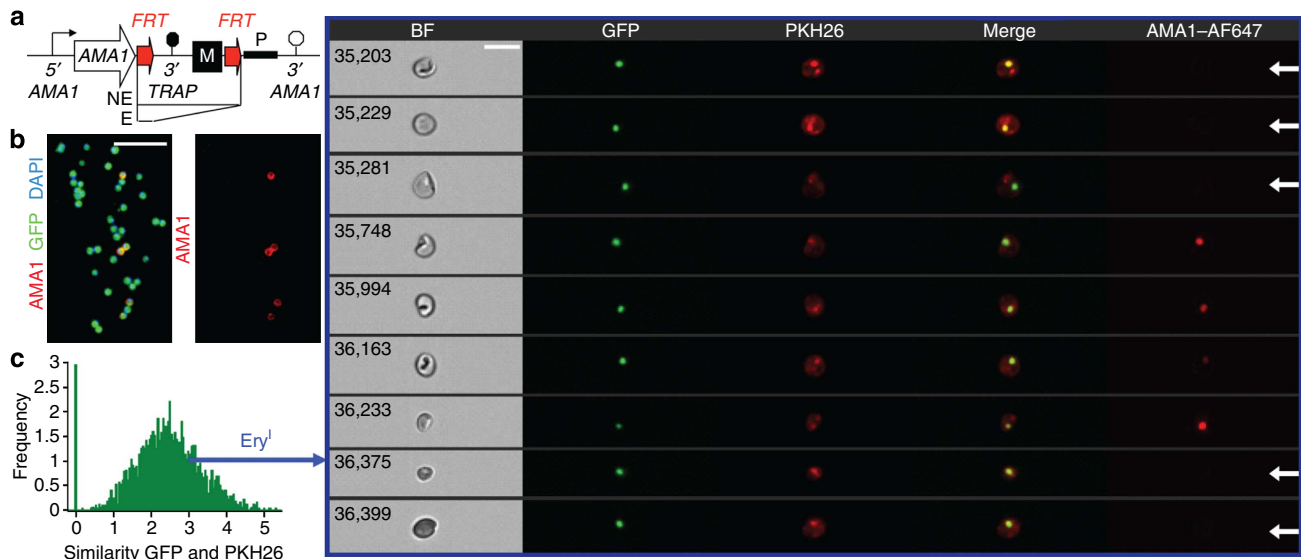 a
FRT FRT
AMA1 M P
5′ 3′ 3′
AMA1 TRAP AMA1
NE
E
b
AMA1 GFP DAPI
AMA1
c
Frequency
3
2.5
2
1.5
1
0.5
0
0 1 2 3 4 5
Similarity GFP and PKH26
Eryᴵ
BF GFP PKH26 Merge AMA1–AF647
35,203
35,229
35,281
35,748
35,994
36,163
36,233
36,375
36,399